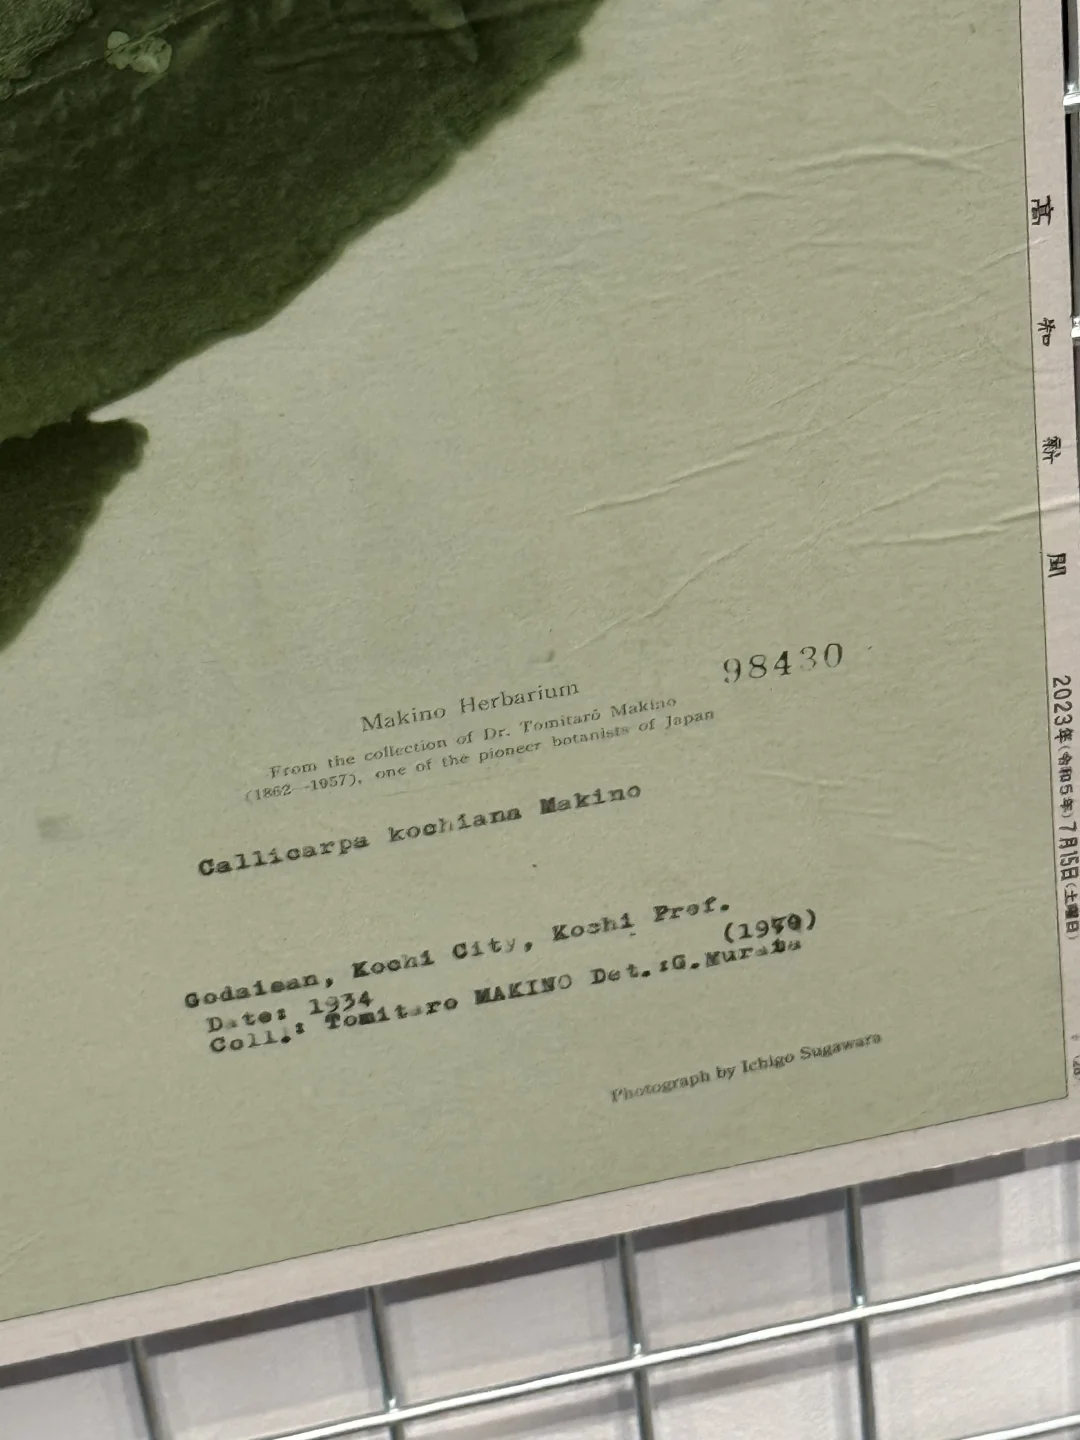 高知新聞
2023年(令和5年)7月15日(土曜日)
98430
Makino Herbarium
From the collection of Dr. Tomitarô Makino
(1862—1957), one of the pioneer botanists of Japan
Callicarpa kochiana Makino
Godaisan, Kochi City, Kochi Pref.
Date: 1934
Coll.: Tomitaro MAKINO Det.:G.Murata
Photograph by Ichigo Sugawara